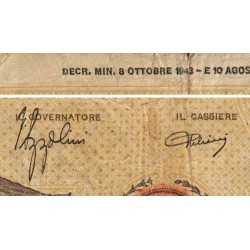 DECR. MIN. 8 OTTOBRE 1943 - E 10 AGOS
IL GOVERNATORE IL CASSIERE